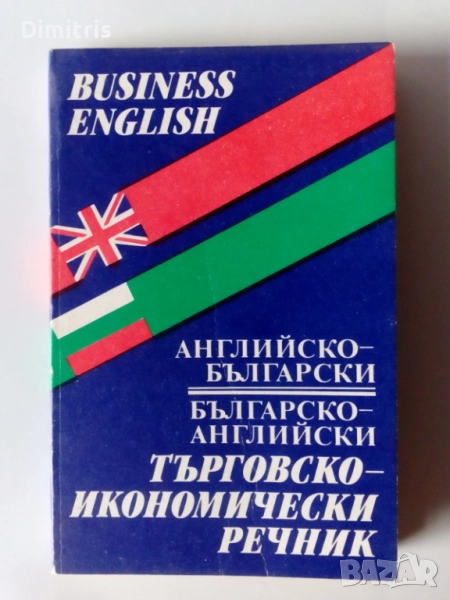 Dimitris
BUSINESS
ENGLISH
АНГЛИЙСКО–
БЪЛГАРСКИ
БЪЛГАРСКО–
АНГЛИЙСКИ
ТЪРГОВСКО–
ИКОНОМИЧЕСКИ
РЕЧНИК
BAZAR